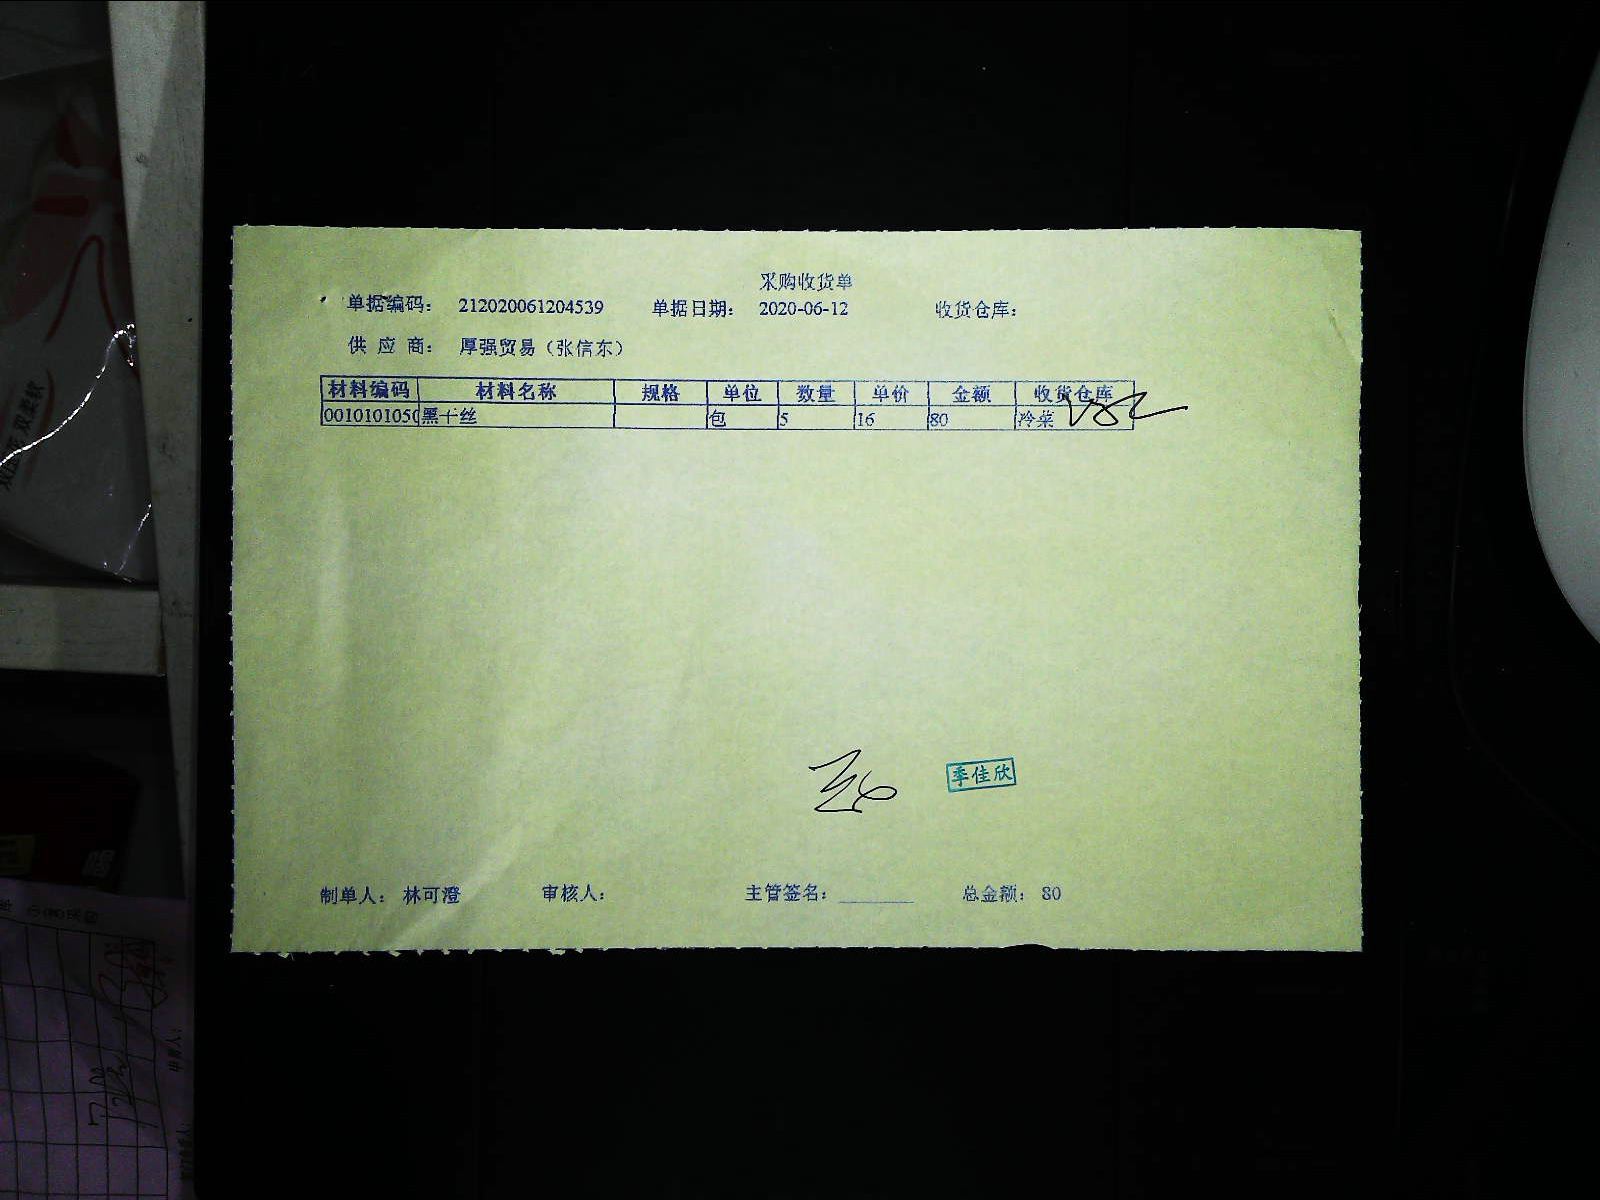 采购收货单
单据编码： 212020061204539 单据日期： 2020-06-12 收货仓库：
供 应 商： 厚强贸易（张信东）
材料编码 材料名称 规格 单位 数量 单价 金额 收货仓库
0010101050 黑干丝 包 5 16 80 冷菜
季佳欣
制单人： 林可澄 审核人： 主管签名： 总金额： 80